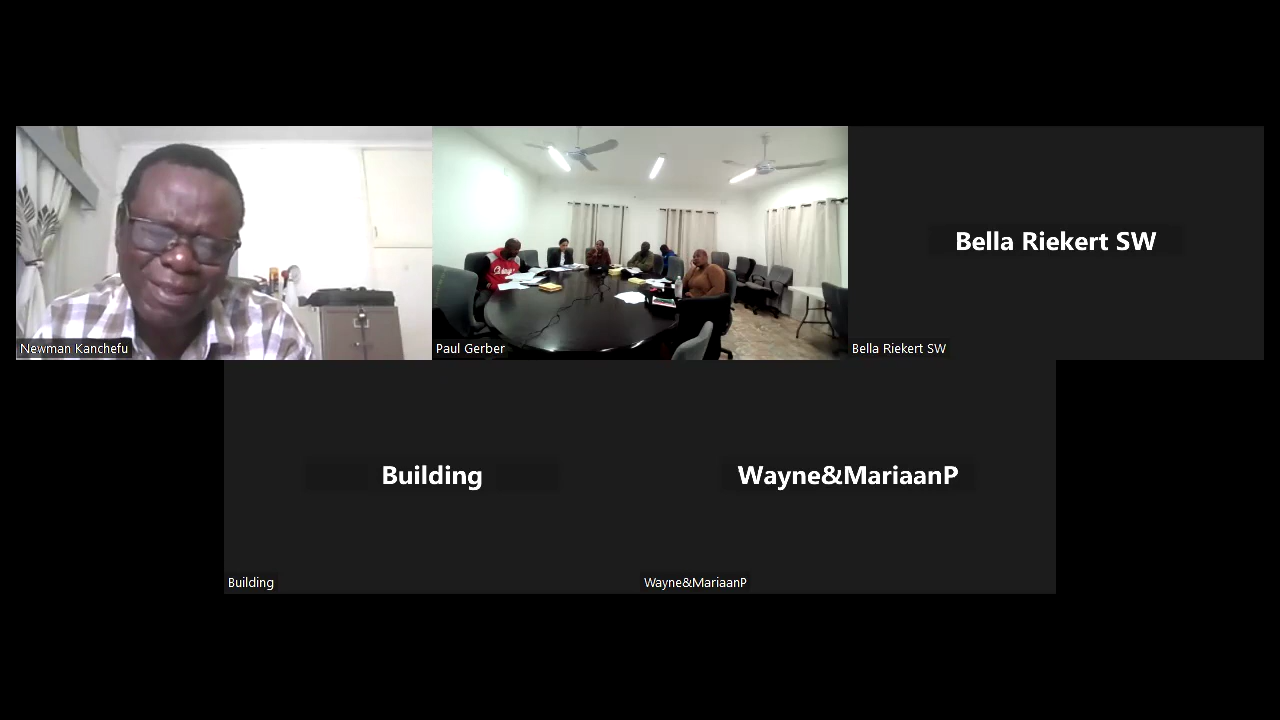 Newman Kanchefu
Paul Gerber
Bella Riekert SW
Bella Riekert SW
Building
Wayne&MariaanP
Building
Wayne&MariaanP